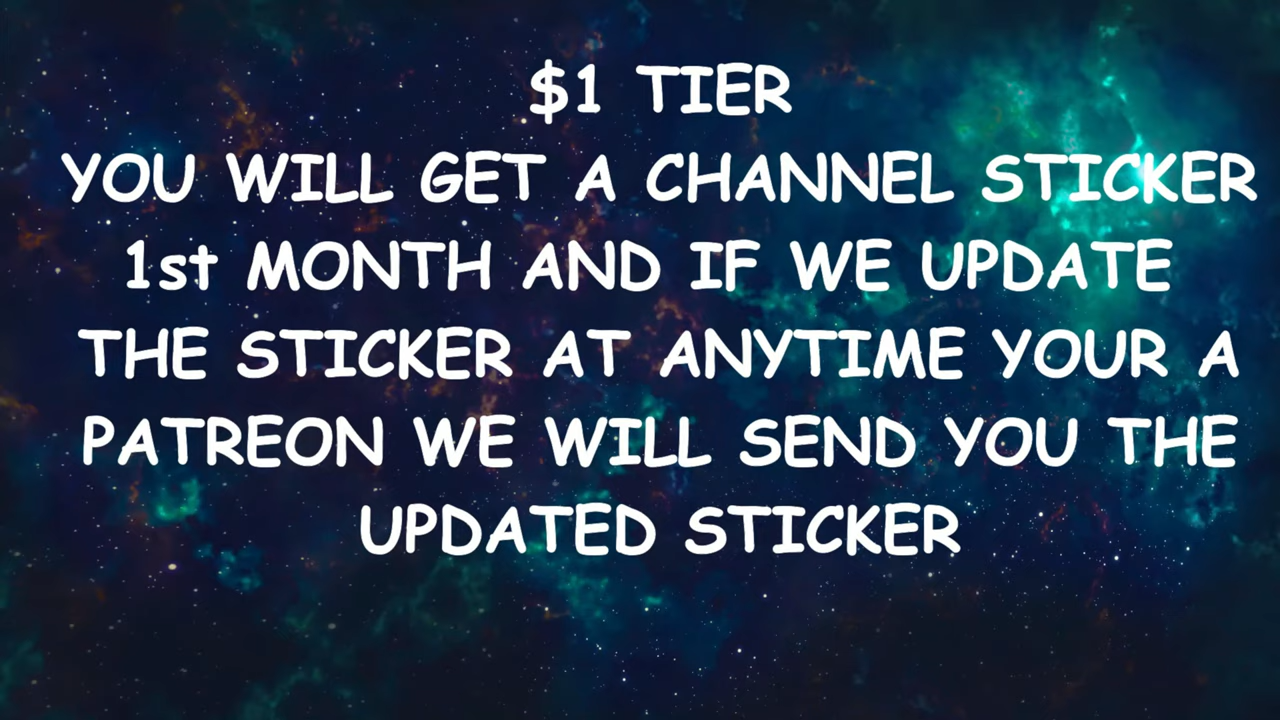 $1 TIER
YOU WILL GET A CHANNEL STICKER
1st MONTH AND IF WE UPDATE
THE STICKER AT ANYTIME YOUR A
PATREON WE WILL SEND YOU THE
UPDATED STICKER